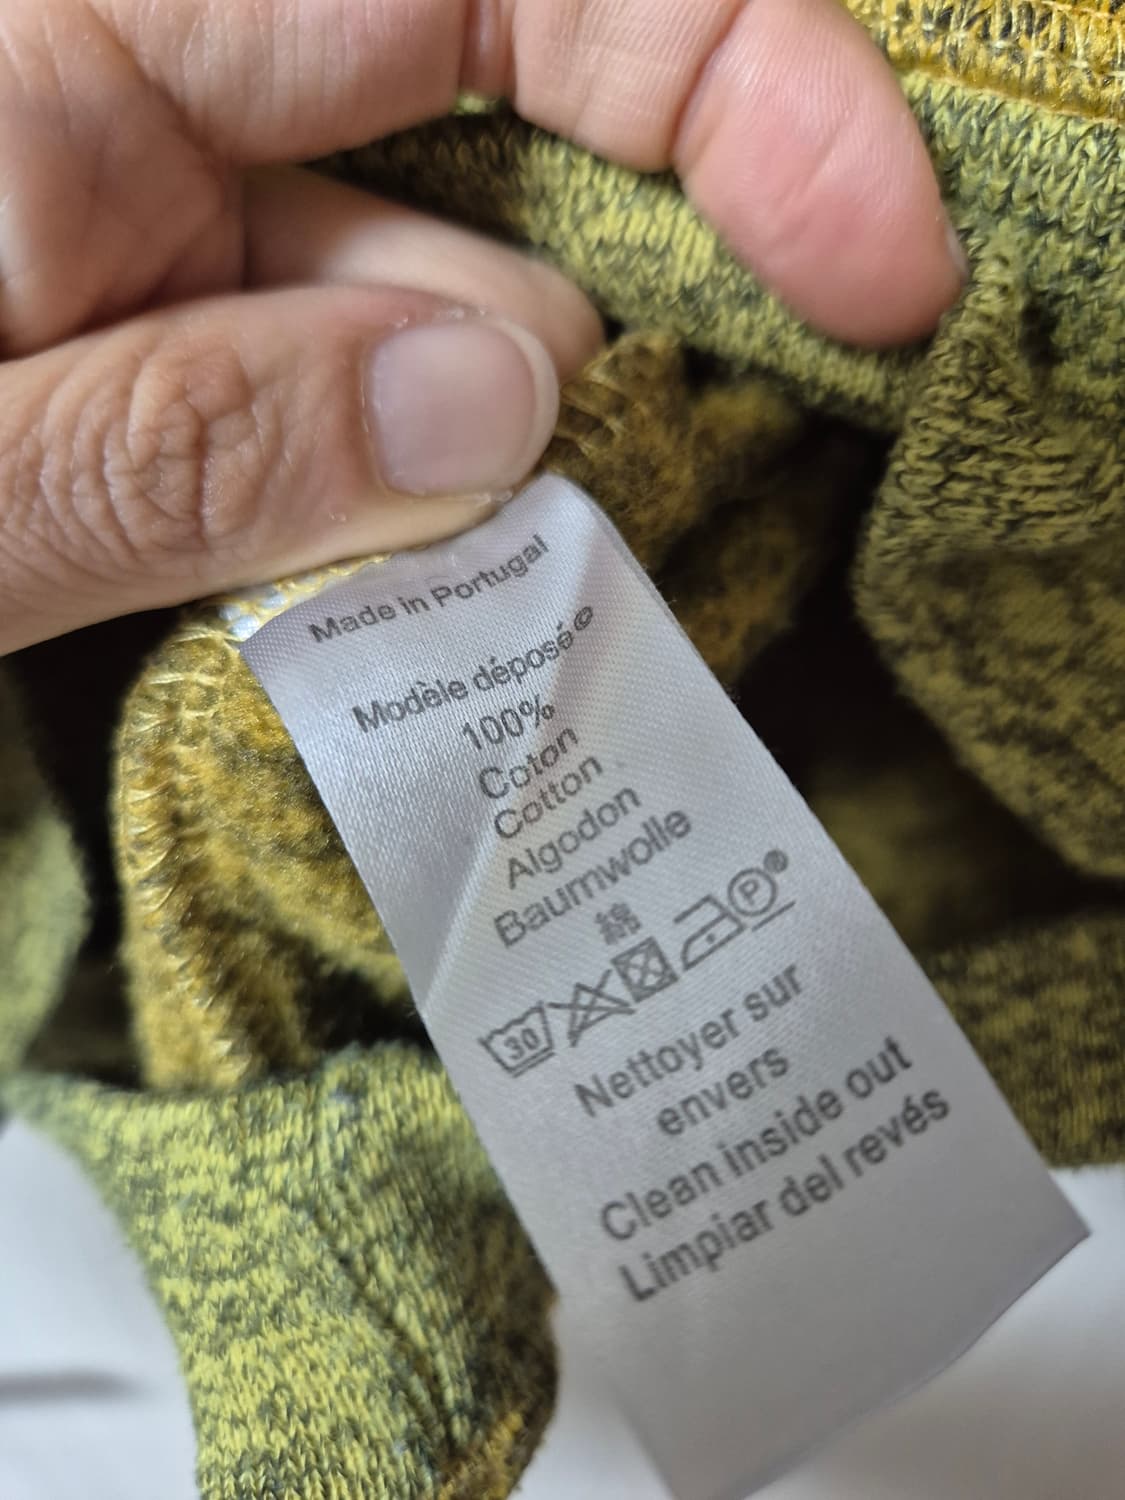 Made in Portugal
Modèle déposé©
100%
Coton
Cotton
Algodon
Baumwolle
綿
30 P®
Nettoyer sur
envers
Clean inside out
Limpiar del revés